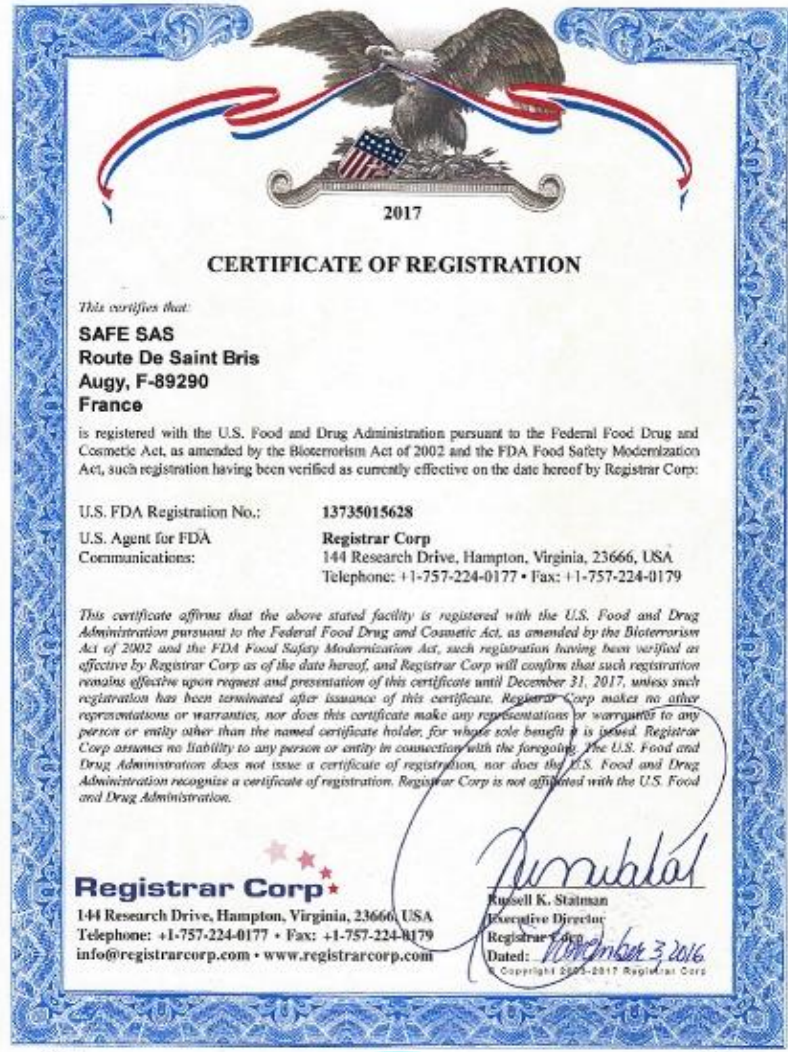 2017
CERTIFICATE OF REGISTRATION
This certifies that:
SAFE SAS
Route De Saint Bris
Augy, F-89290
France
is registered with the U.S. Food and Drug Administration pursuant to the Federal Food Drug and
Cosmetic Act, as amended by the Bioterrorism Act of 2002 and the FDA Food Safety Modernization
Act, such registration having been verified as currently effective on the date hereof by Registrar Corp:
U.S. FDA Registration No.: 13735015628
U.S. Agent for FDA Registrar Corp
Communications: 144 Research Drive, Hampton, Virginia, 23666, USA
Telephone: +1-757-224-0177 • Fax: +1-757-224-0179
This certificate affirms that the above stated facility is registered with the U.S. Food and Drug
Administration pursuant to the Federal Food Drug and Cosmetic Act, as amended by the Bioterrorism
Act of 2002 and the FDA Food Safety Modernization Act, such registration having been verified as
effective by Registrar Corp as of the date hereof, and Registrar Corp will confirm that such registration
remains effective upon request and presentation of this certificate until December 31, 2017, unless such
registration has been terminated after issuance of this certificate. Registrar Corp makes no other
representations or warranties, nor does this certificate make any representations or warranties to any
person or entity other than the named certificate holder, for whose sole benefit it is issued. Registrar
Corp assumes no liability to any person or entity in connection with the foregoing. The U.S. Food and
Drug Administration does not issue a certificate of registration, nor does the U.S. Food and Drug
Administration recognize a certificate of registration. Registrar Corp is not affiliated with the U.S. Food
and Drug Administration.
Registrar Corp
144 Research Drive, Hampton, Virginia, 23666, USA
Telephone: +1-757-224-0177 • Fax: +1-757-224-0179
info@registrarcorp.com • www.registrarcorp.com
Russell K. Statman
Executive Director
Registrar Corp
Dated: November 3, 2016
© Copyright 2003-2017 Registrar Corp